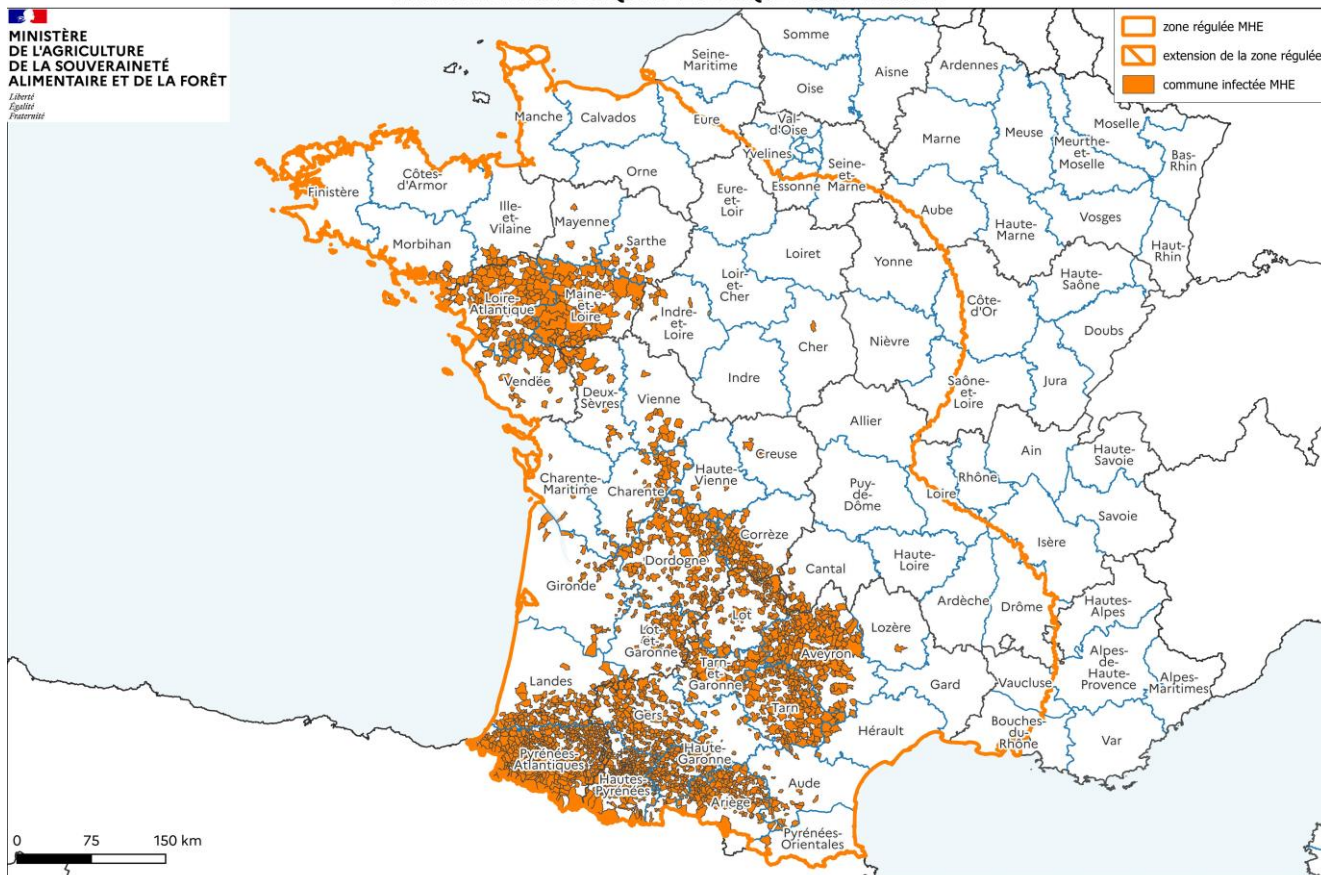 MINISTÈRE
DE L'AGRICULTURE
DE LA SOUVERAINETÉ
ALIMENTAIRE ET DE LA FORÊT
Liberté
Égalité
Fraternité
zone régulée MHE
extension de la zone régulée
commune infectée MHE
Somme
Seine-
Maritime
Aisne
Ardennes
Oise
Manche
Calvados
Eure
Val-
d'Oise
Marne
Meuse
Moselle
Meurthe-
et-
Moselle
Bas-
Rhin
Yvelines
Seine-
et-
Marne
Essonne
Finistère
Côtes-
d'Armor
Orne
Eure-
et-
Loir
Aube
Haute-
Marne
Vosges
Ille-
et-
Vilaine
Mayenne
Sarthe
Morbihan
Loiret
Yonne
Haut-
Rhin
Haute-
Saône
Loir-
et-
Cher
Loire-
Atlantique
Maine-
et-
Loire
Indre-
et-
Loire
Côte-
d'Or
Doubs
Cher
Nièvre
Vendée
Deux-
Sèvres
Vienne
Indre
Saône-
et-
Loire
Jura
Allier
Creuse
Ain
Haute-
Savoie
Charente-
Maritime
Charente
Haute-
Vienne
Puy-
de-
Dôme
Loire
Rhône
Savoie
Corrèze
Isère
Dordogne
Cantal
Haute-
Loire
Gironde
Ardèche
Drôme
Hautes-
Alpes
Lot
Lot-
et-
Garonne
Aveyron
Lozère
Tarn-
et-
Garonne
Alpes-
de-
Haute-
Provence
Alpes-
Maritimes
Landes
Gard
Vaucluse
Gers
Tarn
Hérault
Bouches-
du-
Rhône
Var
Pyrénées-
Atlantiques
Haute-
Garonne
Hautes-
Pyrénées
Aude
Ariège
Pyrénées-
Orientales
0 75 150 km